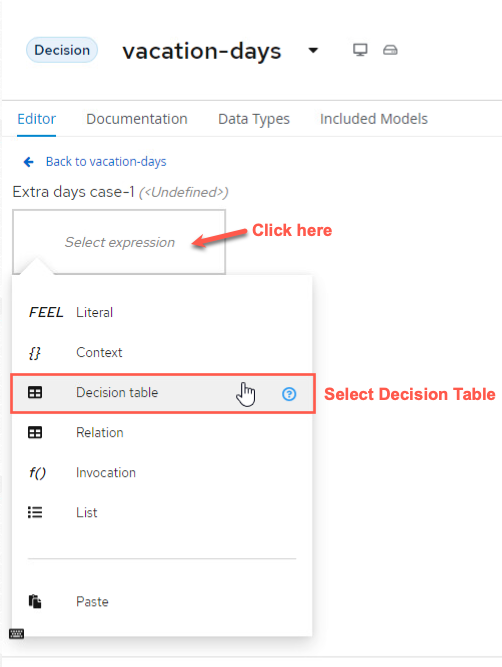 Decision vacation-days
Editor Documentation Data Types Included Models
Back to vacation-days
Extra days case-1 (<Undefined>)
Select expression
Click here
FEEL Literal
{} Context
Decision table ?
Select Decision Table
Relation
f() Invocation
List
Paste